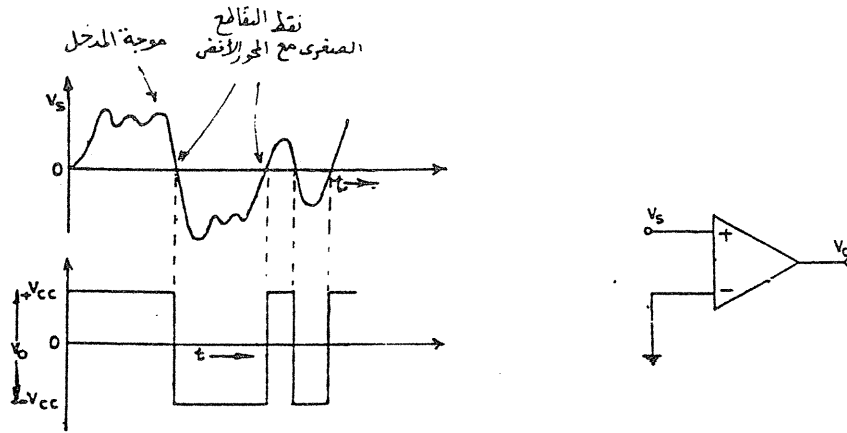 نقط التقاطع
الصفرى مع المحور الأفقى
موجة المدخل
Vs
0
t
+Vcc
0
Vo
t
-Vcc
Vs
+
-
Vo